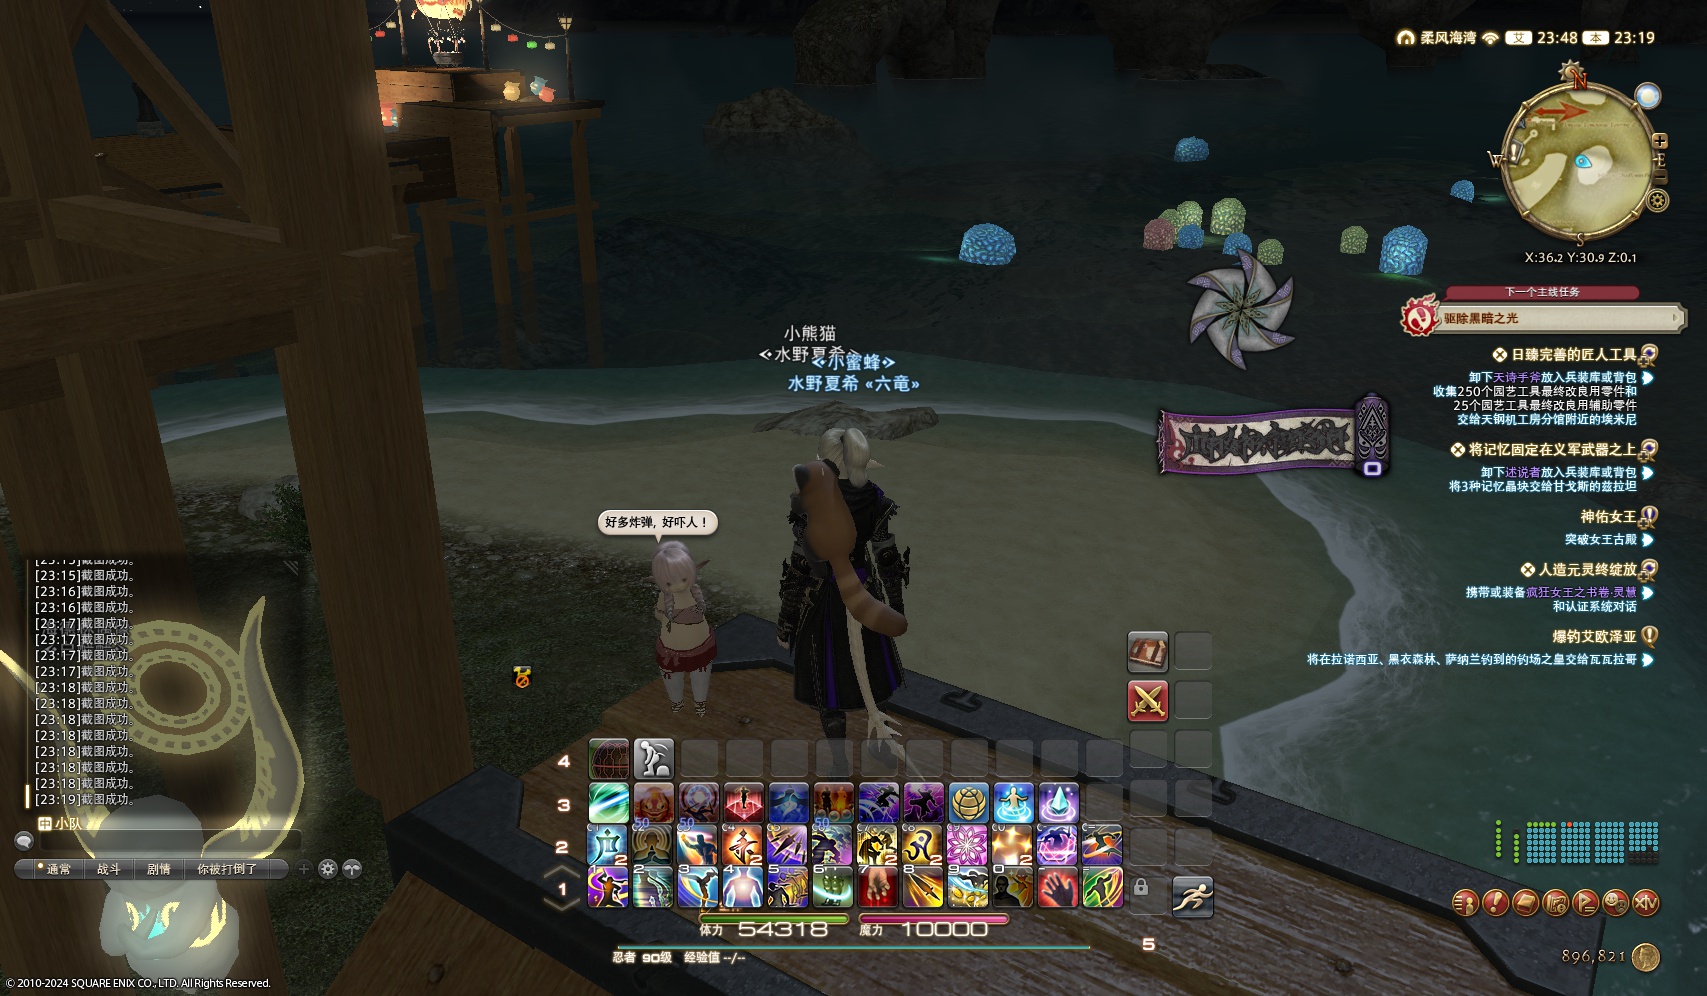 柔风海湾 艾 23:48 本 23:19
N
W
E
S
X:36.2 Y:30.9 Z:0.1
下一个主线任务
驱除黑暗之光
日臻完善的匠人工具
卸下天诗手斧放入兵装库或背包
收集250个园艺工具最终改良用零件和
25个园艺工具最终改良用辅助零件
交给天钢机工房分馆附近的埃米尼
将记忆固定在义军武器之上
卸下述说者放入兵装库或背包
将3种记忆晶块交给甘戈斯的兹拉坦
神佑女王
突破女王古殿
人造元灵终绽放
携带或装备疯狂女王之书卷·灵慧
和认证系统对话
爆钓艾欧泽亚
将在拉诺西亚、黑衣森林、萨纳兰钓到的钓场之皇交给瓦瓦拉哥
小熊猫
«水野夏希»
«小蜜蜂»
水野夏希 «六竜»
好多炸弹，好吓人！
[23:15]截图成功。
[23:15]截图成功。
[23:16]截图成功。
[23:16]截图成功。
[23:17]截图成功。
[23:17]截图成功。
[23:17]截图成功。
[23:17]截图成功。
[23:18]截图成功。
[23:18]截图成功。
[23:18]截图成功。
[23:18]截图成功。
[23:18]截图成功。
[23:18]截图成功。
[23:18]截图成功。
[23:19]截图成功。
中 小队
通常 战斗 剧情 你被打倒了
4
3
2
1
5
体力 54318 魔力 10000
忍者 90级 经验值 --/--
896,821
© 2010-2024 SQUARE ENIX CO., LTD. All Rights Reserved.